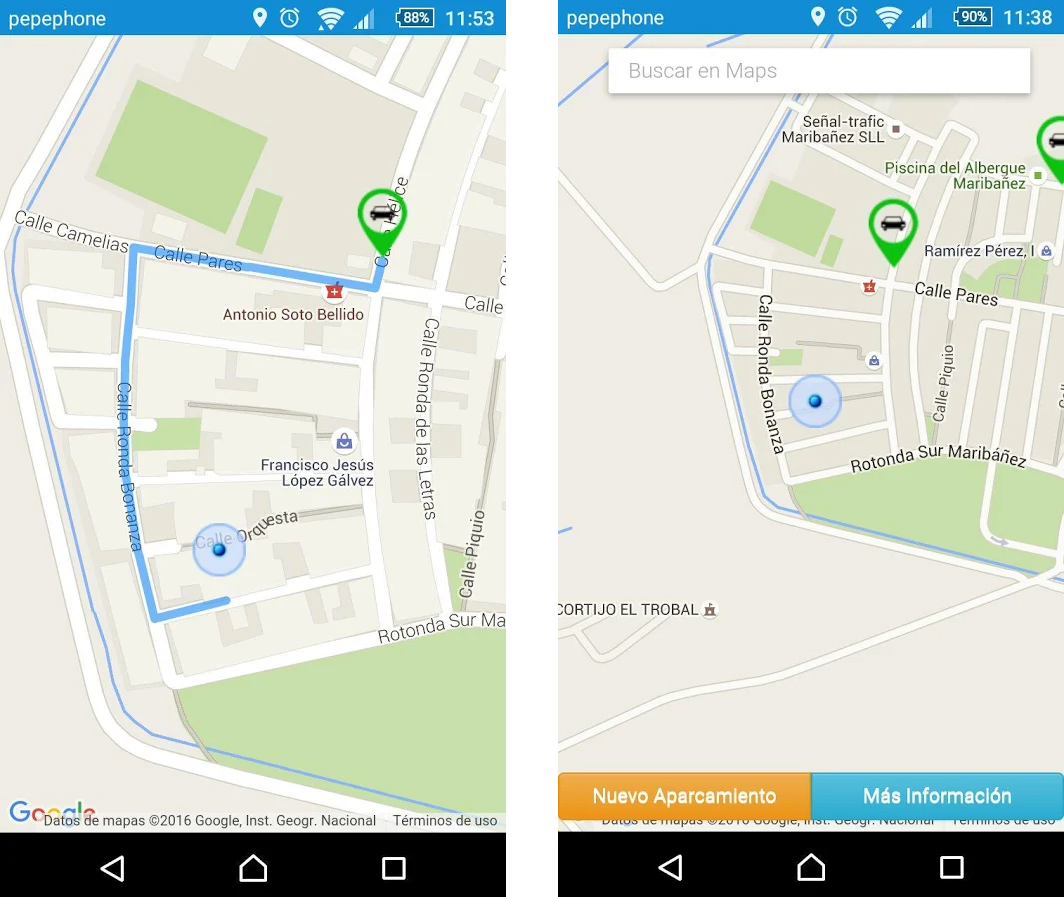 pepephone
88%
11:53
Calle Hélice
Calle Camelias
Calle Pares
Calle
Antonio Soto Bellido
Calle Ronda de las Letras
Calle Ronda Bonanza
Francisco Jesús
López Gálvez
Calle Orquesta
Calle Piquio
Rotonda Sur Ma
Google
Datos de mapas ©2016 Google, Inst. Geogr. Nacional
Términos de uso
pepephone
90%
11:38
Buscar en Maps
Señal-trafic
Maribañez SLL
Piscina del Albergue
Maribañez
Ramírez Pérez, I
Calle Pares
Calle Ronda Bonanza
Calle Piquio
Rotonda Sur Maribáñez
CORTIJO EL TROBAL
Nuevo Aparcamiento
Más Información
Datos de mapas ©2016 Google, Inst. Geogr. Nacional
Términos de uso